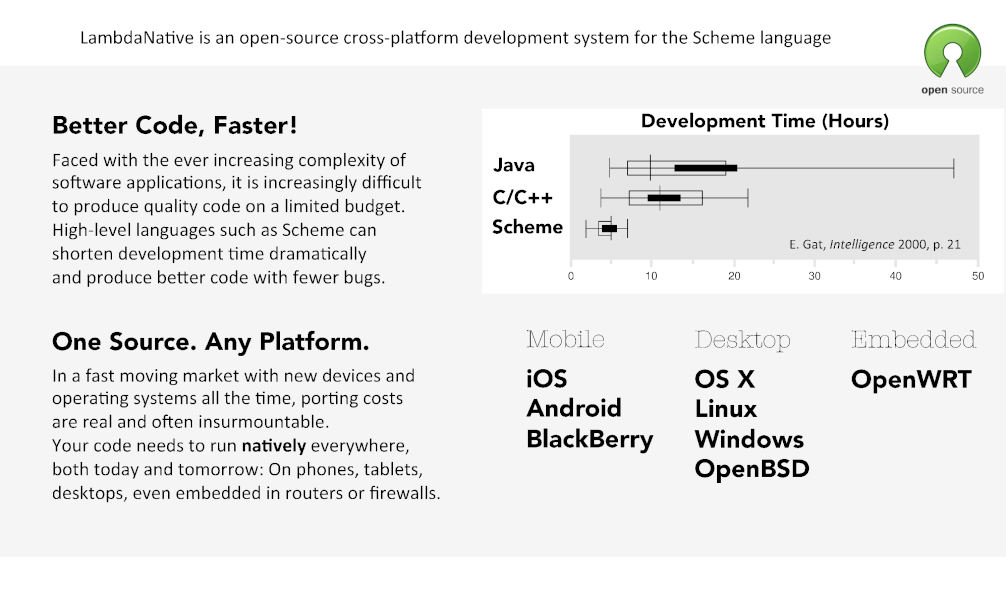 LambdaNative is an open-source cross-platform development system for the Scheme language
open source
Better Code, Faster!
Faced with the ever increasing complexity of
software applications, it is increasingly difficult
to produce quality code on a limited budget.
High-level languages such as Scheme can
shorten development time dramatically
and produce better code with fewer bugs.
Development Time (Hours)
Java
C/C++
Scheme
E. Gat, Intelligence 2000, p. 21
0 10 20 30 40 50
One Source. Any Platform.
In a fast moving market with new devices and
operating systems all the time, porting costs
are real and often insurmountable.
Your code needs to run natively everywhere,
both today and tomorrow: On phones, tablets,
desktops, even embedded in routers or firewalls.
Mobile
iOS
Android
BlackBerry
Desktop
OS X
Linux
Windows
OpenBSD
Embedded
OpenWRT